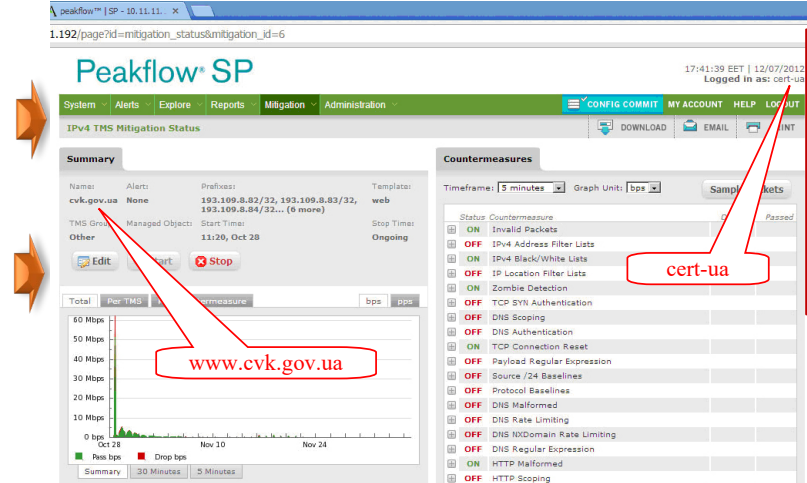 peakflow™ | SP - 10.11.11. ×
1.192/page?id=mitigation_status&mitigation_id=6
Peakflow® SP
17:41:39 EET | 12/07/2012
Logged in as: cert-ua
System Alerts Explore Reports Mitigation Administration CONFIG COMMIT MY ACCOUNT HELP LOGOUT
IPv4 TMS Mitigation Status DOWNLOAD EMAIL
Summary
Name: Alert: Prefixes: Template:
cvk.gov.ua None 193.109.8.82/32, 193.109.8.83/32, web
193.109.8.84/32... (6 more)
TMS Group: Managed Object: Start Time: Stop Time:
Other 11:20, Oct 28 Ongoing
Edit Stop
Total Per TMS bps pps
60 Mbps
50 Mbps
40 Mbps
30 Mbps
20 Mbps
10 Mbps
0 bps
Oct 28 Nov 10 Nov 24
Pass bps Drop bps
Summary 30 Minutes 5 Minutes
www.cvk.gov.ua
Countermeasures
Timeframe: 5 minutes Graph Unit: bps
Status Countermeasure Passed
ON Invalid Packets
OFF IPv4 Address Filter Lists
ON IPv4 Black/White Lists
OFF IP Location Filter Lists
ON Zombie Detection
OFF TCP SYN Authentication
OFF DNS Scoping
OFF DNS Authentication
ON TCP Connection Reset
OFF Payload Regular Expression
OFF Source /24 Baselines
OFF Protocol Baselines
OFF DNS Malformed
OFF DNS Rate Limiting
OFF DNS NXDomain Rate Limiting
OFF DNS Regular Expression
ON HTTP Malformed
OFF HTTP Scoping
cert-ua